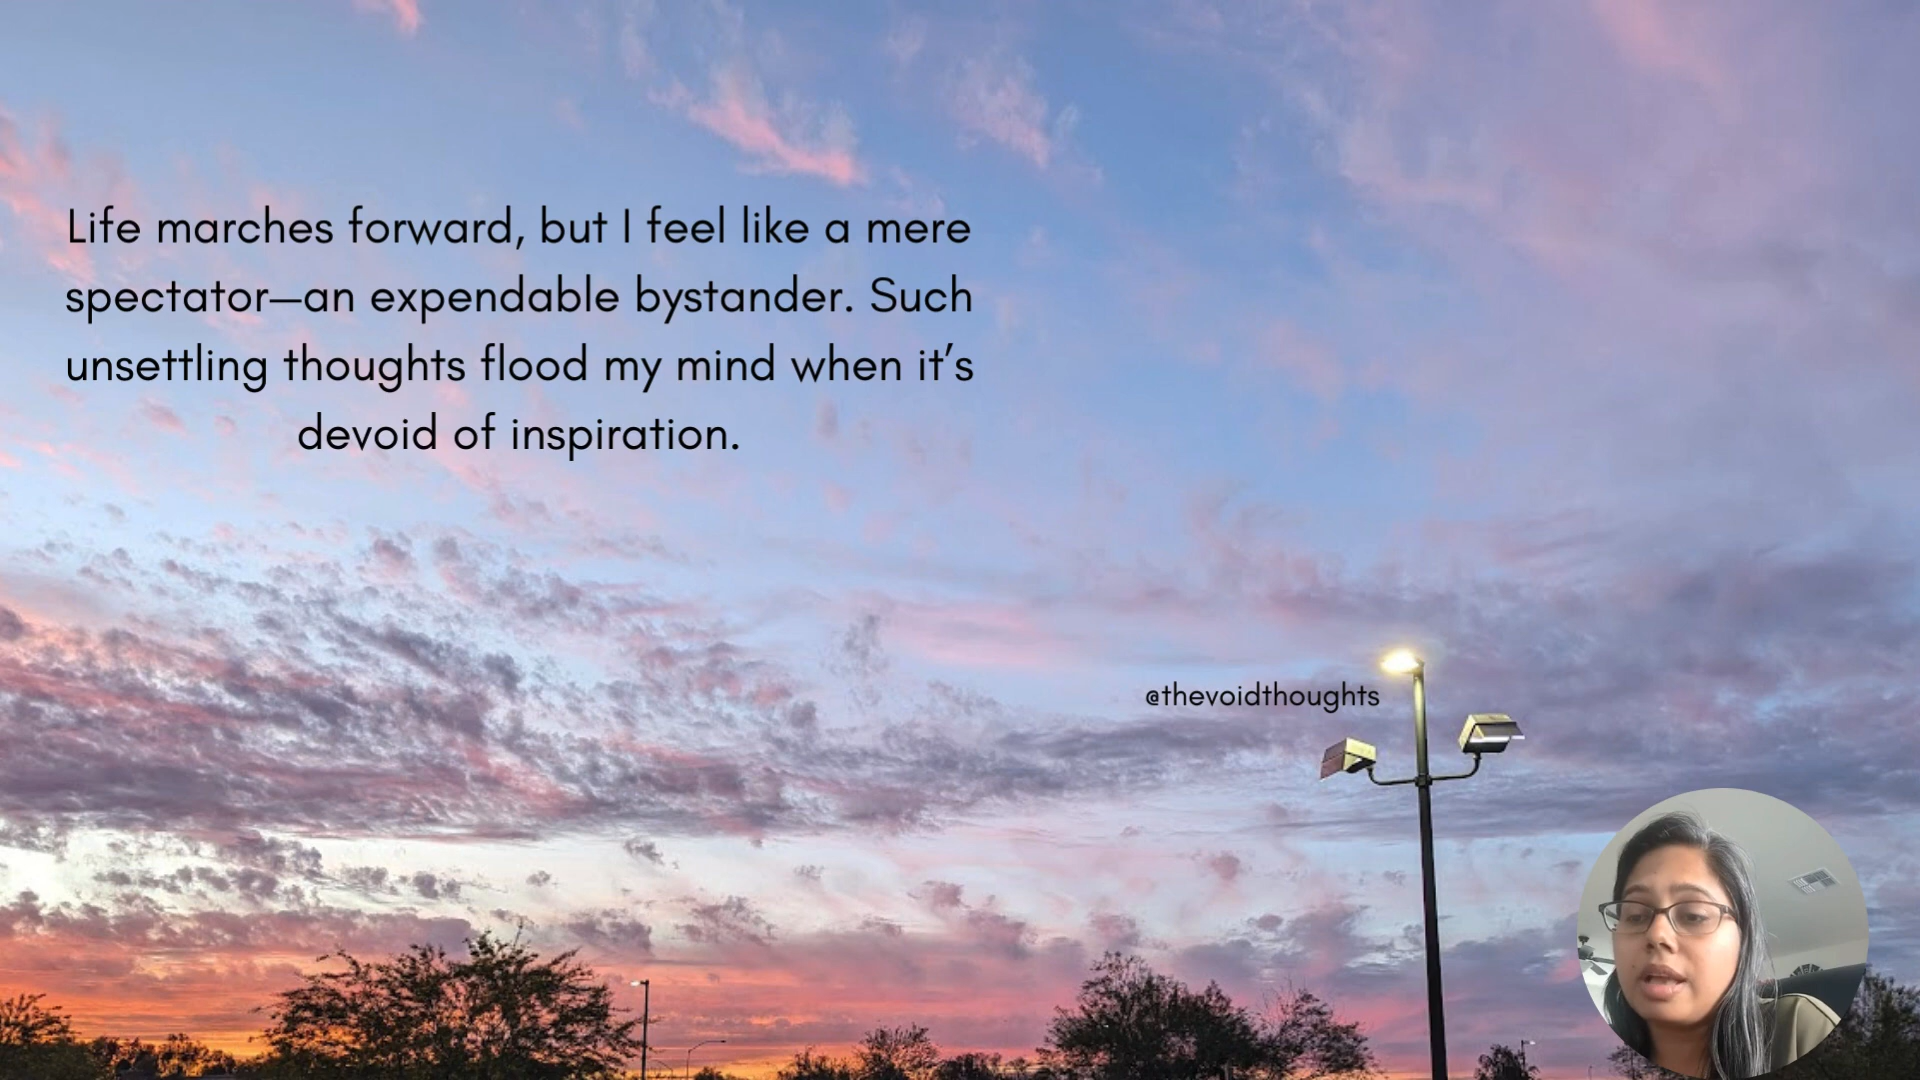 Life marches forward, but I feel like a mere
spectator—an expendable bystander. Such
unsettling thoughts flood my mind when it’s
devoid of inspiration.
@thevoidthoughts